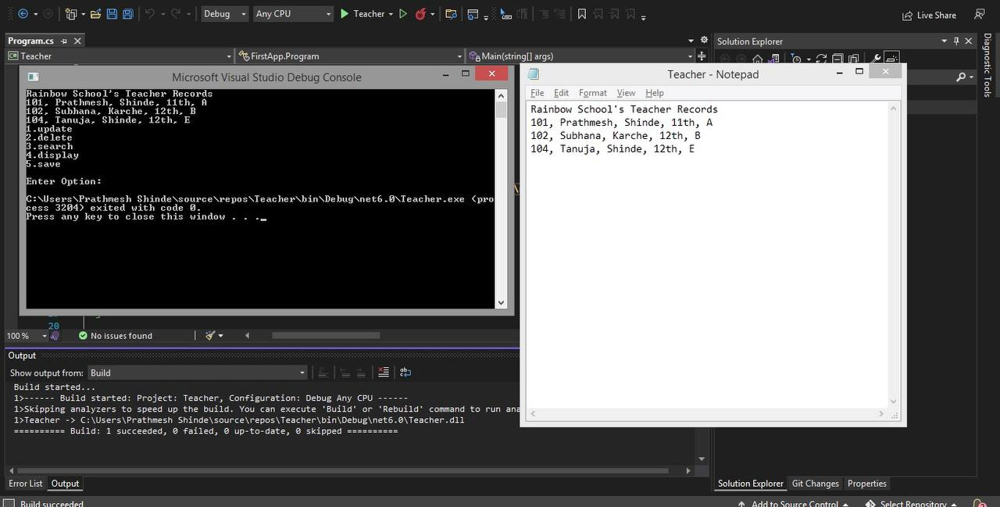 Debug
Any CPU
Teacher
Live Share
Program.cs
Teacher
FirstApp.Program
Main(string[] args)
Solution Explorer
Diagnostic Tools
Microsoft Visual Studio Debug Console
Rainbow School's Teacher Records
101, Prathmesh, Shinde, 11th, A
102, Subhana, Karche, 12th, B
104, Tanuja, Shinde, 12th, E
1.update
2.delete
3.search
4.display
5.save
Enter Option:
C:\Users\Prathmesh Shinde\source\repos\Teacher\bin\Debug\net6.0\Teacher.exe (pro
cess 3204) exited with code 0.
Press any key to close this window . . .
Teacher - Notepad
File Edit Format View Help
Rainbow School's Teacher Records
101, Prathmesh, Shinde, 11th, A
102, Subhana, Karche, 12th, B
104, Tanuja, Shinde, 12th, E
20
100 %
No issues found
Output
Show output from: Build
Build started...
1>------ Build started: Project: Teacher, Configuration: Debug Any CPU ------
1>Skipping analyzers to speed up the build. You can execute 'Build' or 'Rebuild' command to run ana
1>Teacher -> C:\Users\Prathmesh Shinde\source\repos\Teacher\bin\Debug\net6.0\Teacher.dll
========== Build: 1 succeeded, 0 failed, 0 up-to-date, 0 skipped ==========
Error List Output
Solution Explorer Git Changes Properties
Build succeeded
Add to Source Control
Select Repository